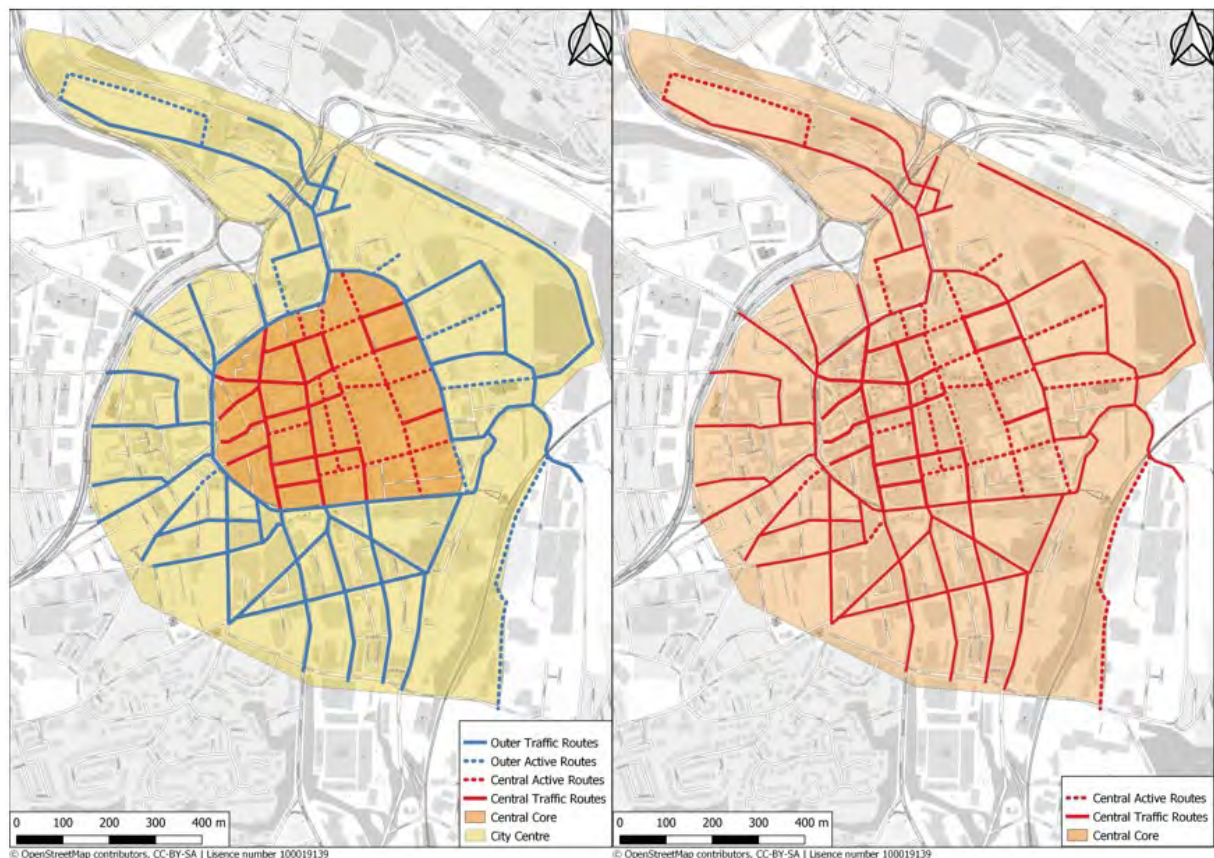 Outer Traffic Routes
Outer Active Routes
Central Active Routes
Central Traffic Routes
Central Core
City Centre
0 100 200 300 400 m
© OpenStreetMap contributors, CC-BY-SA | Lisence number 100019139
Central Active Routes
Central Traffic Routes
Central Core
0 100 200 300 400 m
© OpenStreetMap contributors, CC-BY-SA | Lisence number 100019139